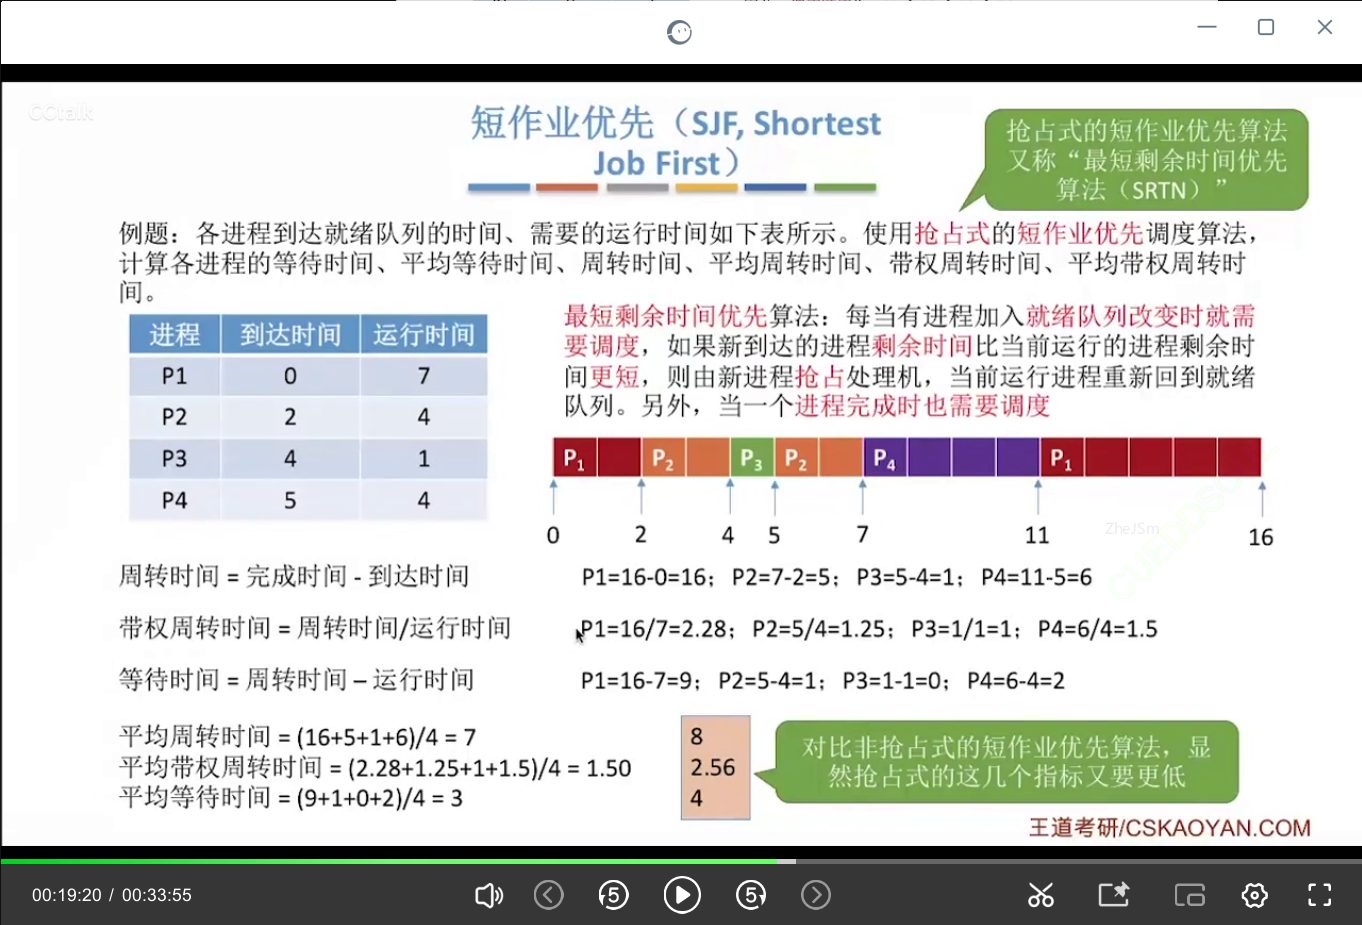 CCtalk
短作业优先（SJF, Shortest
Job First）
抢占式的短作业优先算法
又称“最短剩余时间优先
算法（SRTN）”
例题：各进程到达就绪队列的时间、需要的运行时间如下表所示。使用抢占式的短作业优先调度算法，
计算各进程的等待时间、平均等待时间、周转时间、平均周转时间、带权周转时间、平均带权周转时
间。
进程 到达时间 运行时间
P1 0 7
P2 2 4
P3 4 1
P4 5 4
最短剩余时间优先算法：每当有进程加入就绪队列改变时就需
要调度，如果新到达的进程剩余时间比当前运行的进程剩余时
间更短，则由新进程抢占处理机，当前运行进程重新回到就绪
队列。另外，当一个进程完成时也需要调度
P1 P2 P3 P2 P4 P1
0 2 4 5 7 11 16
ZheJSm
周转时间 = 完成时间 - 到达时间
P1=16-0=16；P2=7-2=5；P3=5-4=1；P4=11-5=6
带权周转时间 = 周转时间/运行时间
P1=16/7=2.28；P2=5/4=1.25；P3=1/1=1；P4=6/4=1.5
等待时间 = 周转时间 – 运行时间
P1=16-7=9；P2=5-4=1；P3=1-1=0；P4=6-4=2
平均周转时间 = (16+5+1+6)/4 = 7
平均带权周转时间 = (2.28+1.25+1+1.5)/4 = 1.50
平均等待时间 = (9+1+0+2)/4 = 3
8
2.56
4
对比非抢占式的短作业优先算法，显
然抢占式的这几个指标又要更低
王道考研/CSKAOYAN.COM
00:19:20 / 00:33:55
5
5